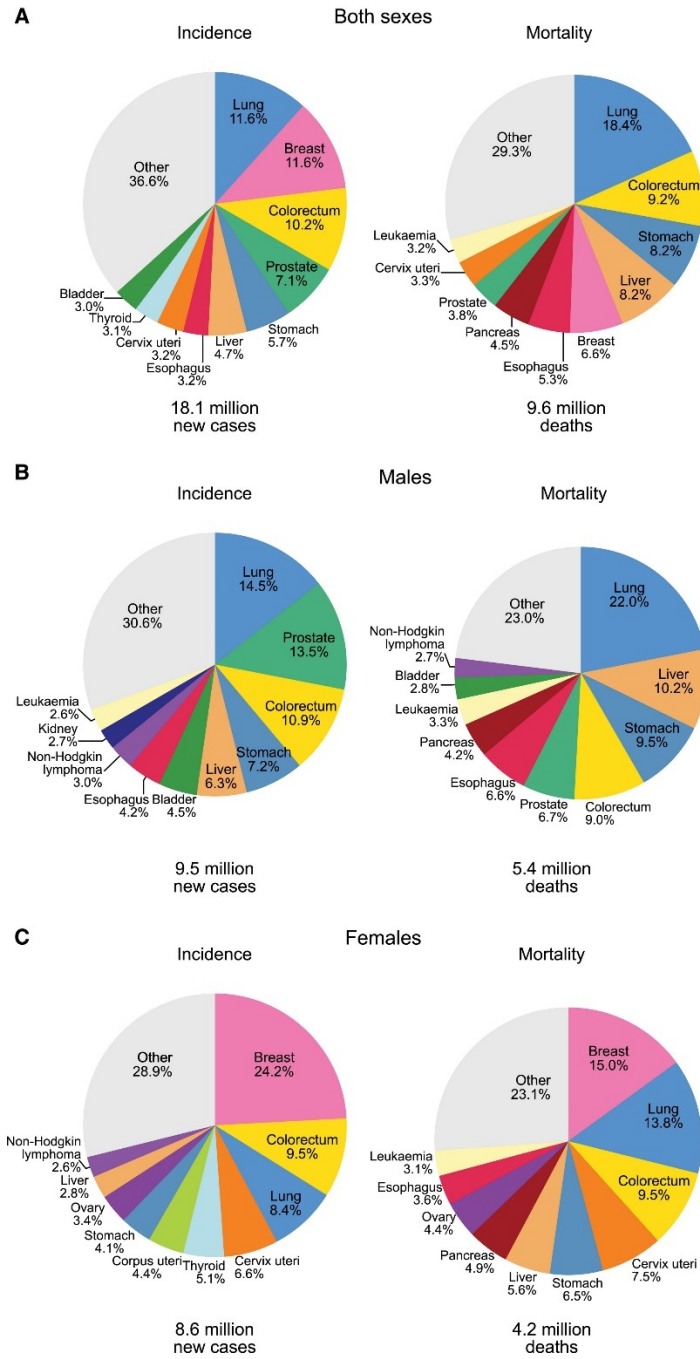 A
Both sexes
Incidence
Mortality
Lung
11.6%
Breast
11.6%
Colorectum
10.2%
Prostate
7.1%
Stomach
5.7%
Liver
4.7%
Esophagus
3.2%
Cervix uteri
3.2%
Thyroid
3.1%
Bladder
3.0%
Other
36.6%
18.1 million
new cases
Lung
18.4%
Colorectum
9.2%
Stomach
8.2%
Liver
8.2%
Breast
6.6%
Esophagus
5.3%
Pancreas
4.5%
Prostate
3.8%
Cervix uteri
3.3%
Leukaemia
3.2%
Other
29.3%
9.6 million
deaths
B
Males
Incidence
Mortality
Lung
14.5%
Prostate
13.5%
Colorectum
10.9%
Stomach
7.2%
Liver
6.3%
Bladder
4.5%
Esophagus
4.2%
Non-Hodgkin
lymphoma
3.0%
Kidney
2.7%
Leukaemia
2.6%
Other
30.6%
9.5 million
new cases
Lung
22.0%
Liver
10.2%
Stomach
9.5%
Colorectum
9.0%
Prostate
6.7%
Esophagus
6.6%
Pancreas
4.2%
Leukaemia
3.3%
Bladder
2.8%
Non-Hodgkin
lymphoma
2.7%
Other
23.0%
5.4 million
deaths
C
Females
Incidence
Mortality
Breast
24.2%
Colorectum
9.5%
Lung
8.4%
Cervix uteri
6.6%
Thyroid
5.1%
Corpus uteri
4.4%
Stomach
4.1%
Ovary
3.4%
Liver
2.8%
Non-Hodgkin
lymphoma
2.6%
Other
28.9%
8.6 million
new cases
Breast
15.0%
Lung
13.8%
Colorectum
9.5%
Cervix uteri
7.5%
Stomach
6.5%
Liver
5.6%
Pancreas
4.9%
Ovary
4.4%
Esophagus
3.6%
Leukaemia
3.1%
Other
23.1%
4.2 million
deaths